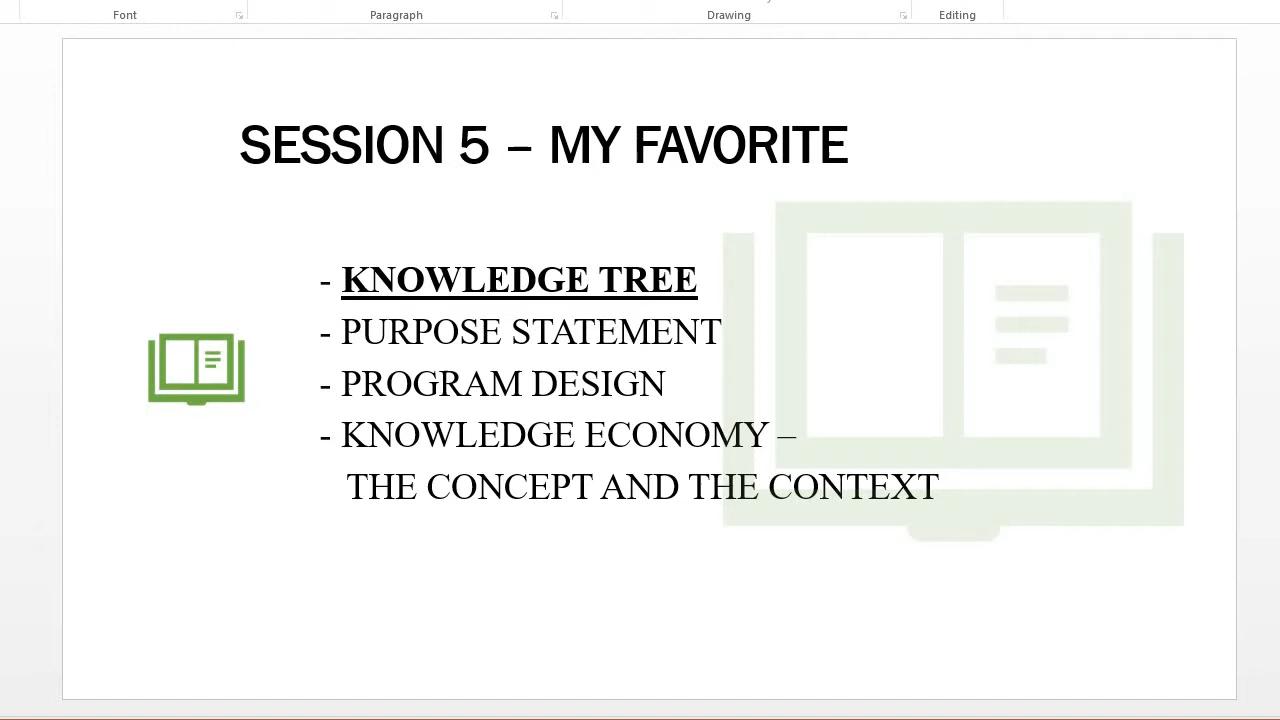 Font
Paragraph
Drawing
Editing
SESSION 5 – MY FAVORITE
- KNOWLEDGE TREE
- PURPOSE STATEMENT
- PROGRAM DESIGN
- KNOWLEDGE ECONOMY –
THE CONCEPT AND THE CONTEXT